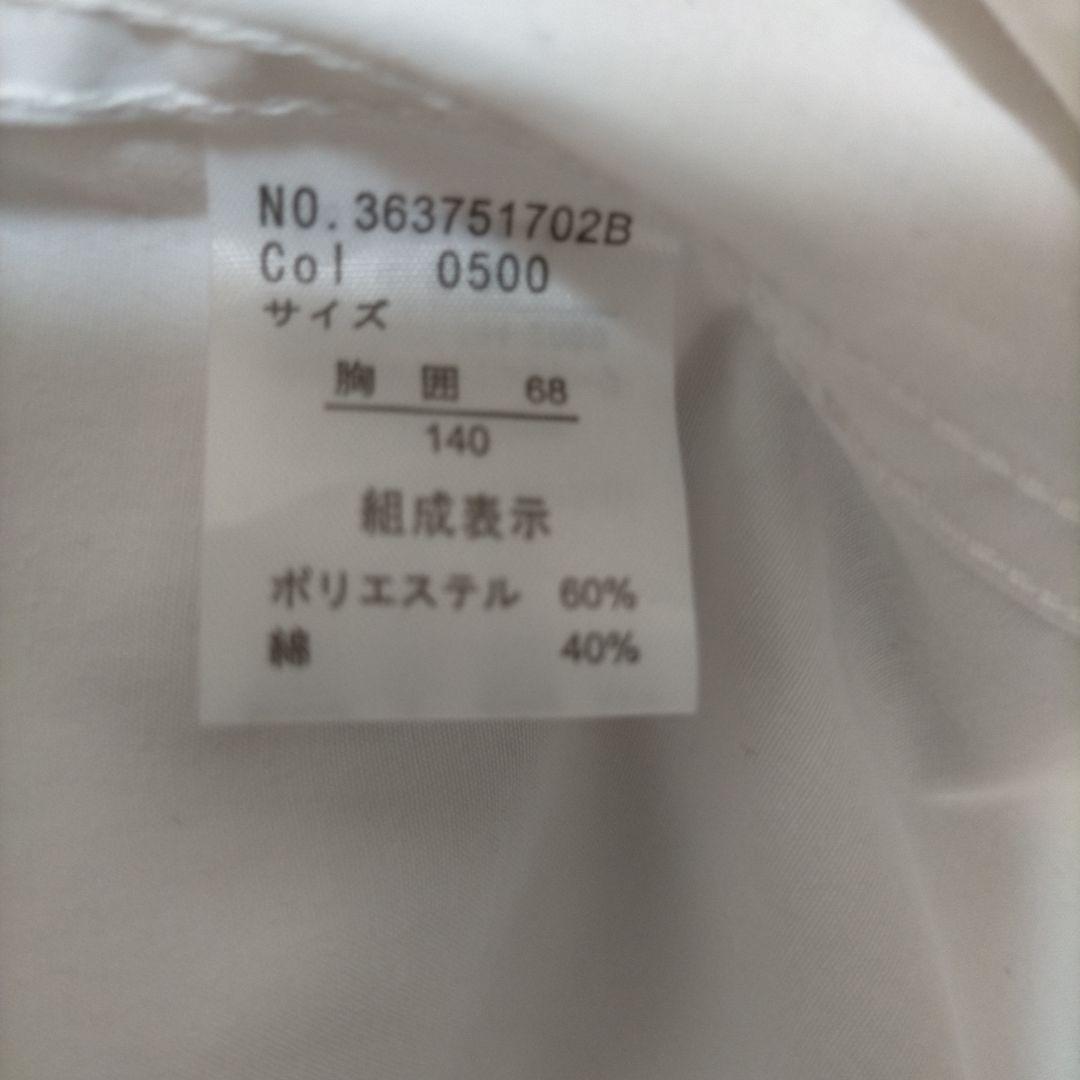 NO. 363751702B
Col 0500
サイズ
胸 囲 68
140
組成表示
ポリエステル 60%
綿 40%